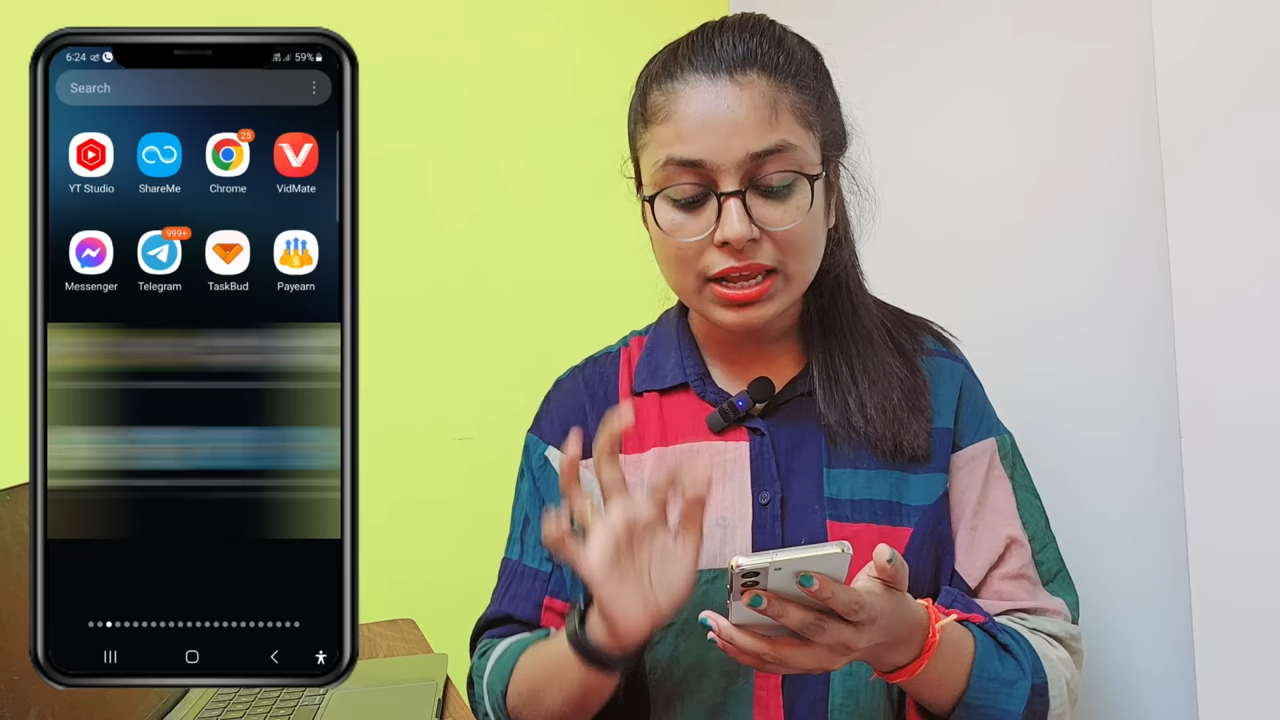 6:24 59%
Search
25
YT Studio ShareMe Chrome VidMate
999+
Messenger Telegram TaskBud Payearn